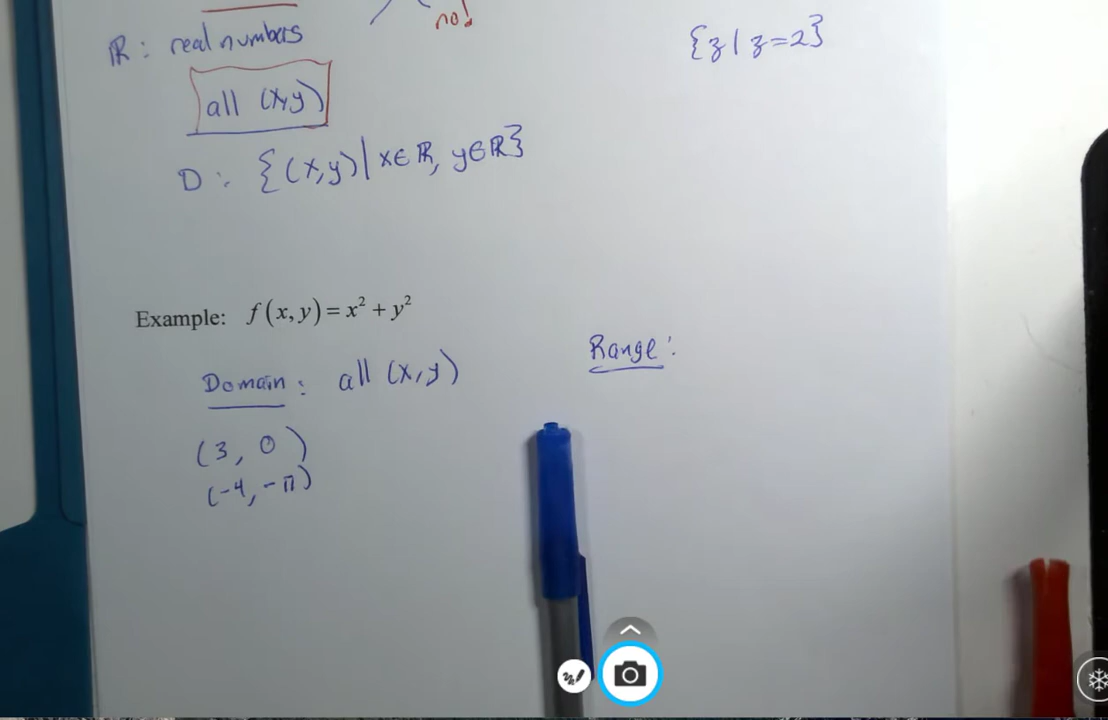 no!
ℝ: real numbers
{z | z=2}
all (x,y)
D: {(x,y) | x∈ℝ, y∈ℝ}
Example: f(x,y) = x² + y²
Domain: all (x,y)
Range:
(3, 0)
(-4, -π)